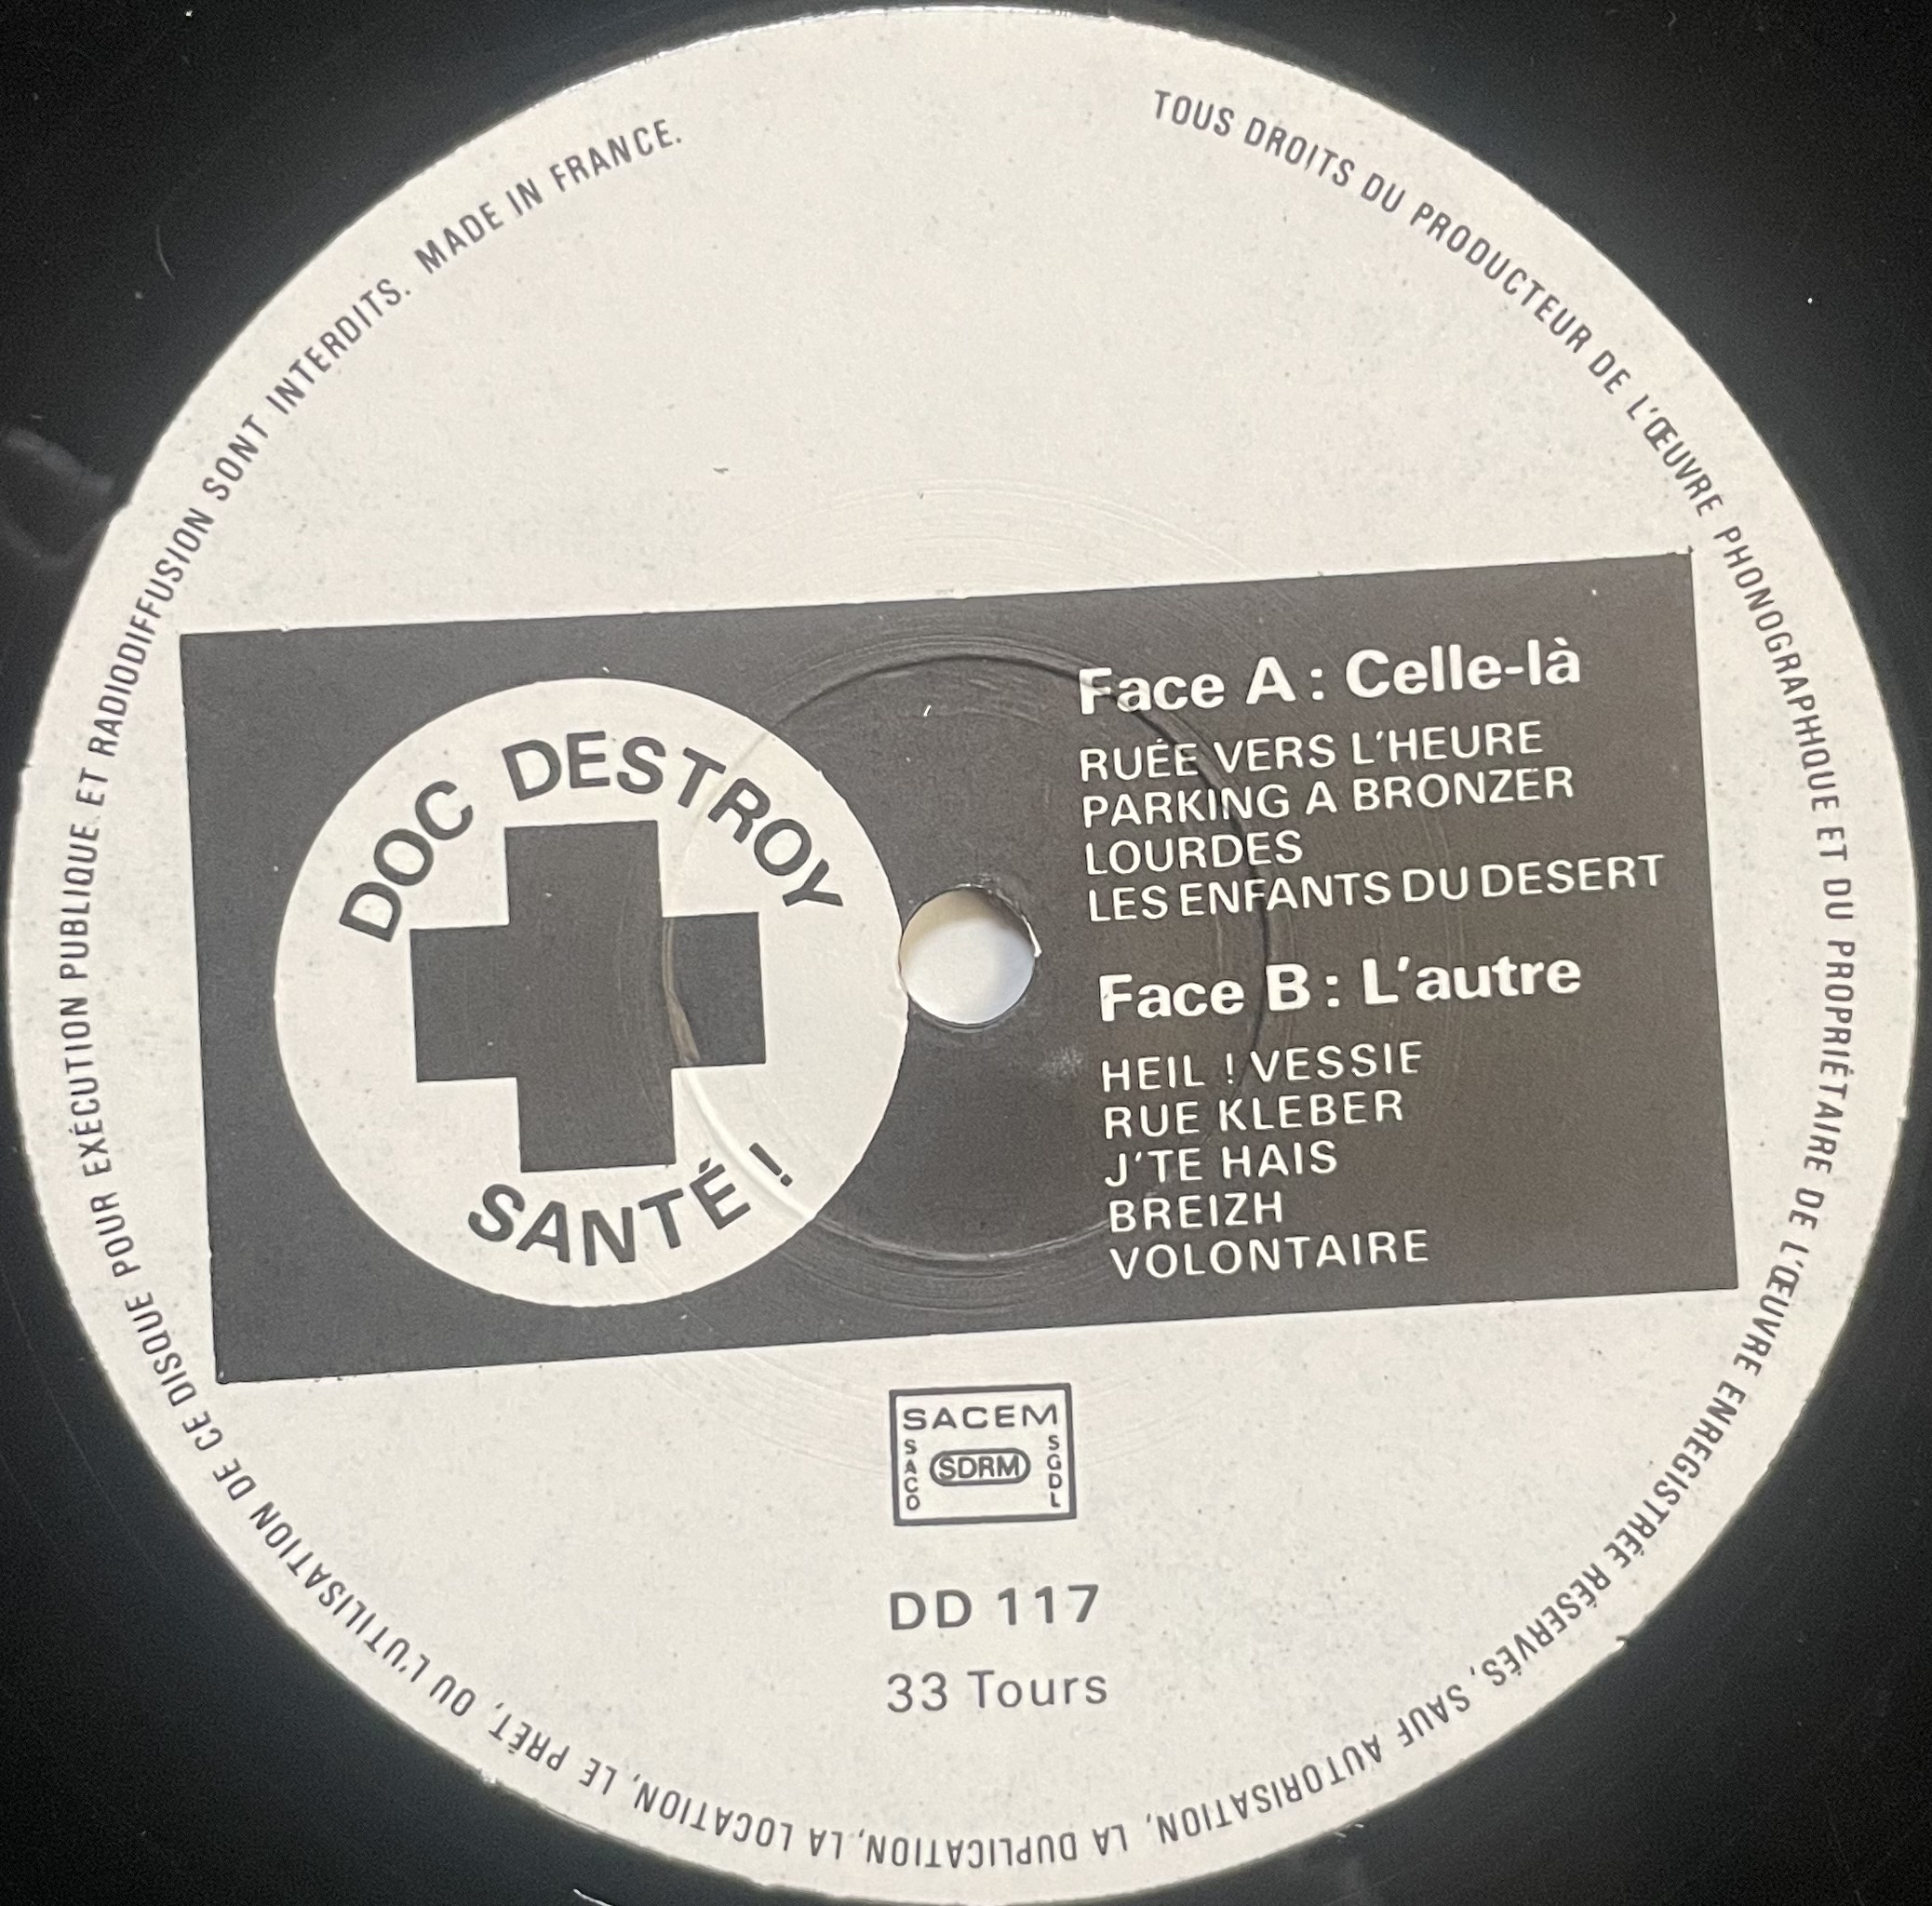 TOUS DROITS DU PRODUCTEUR DE L'ŒUVRE PHONOGRAPHIQUE ET DU PROPRIÉTAIRE DE L'ŒUVRE ENREGISTRÉE RÉSERVÉS, SAUF AUTORISATION, LA DUPLICATION, LA LOCATION, LE PRÊT, OU L'UTILISATION DE CE DISQUE POUR EXÉCUTION PUBLIQUE ET RADIODIFFUSION SONT INTERDITS. MADE IN FRANCE.
DOC DESTROY
SANTÉ !
Face A : Celle-là
RUÉE VERS L'HEURE
PARKING A BRONZER
LOURDES
LES ENFANTS DU DESERT
Face B : L'autre
HEIL ! VESSIE
RUE KLEBER
J'TE HAIS
BREIZH
VOLONTAIRE
SACEM
SACD
SDRM
SGDL
DD 117
33 Tours